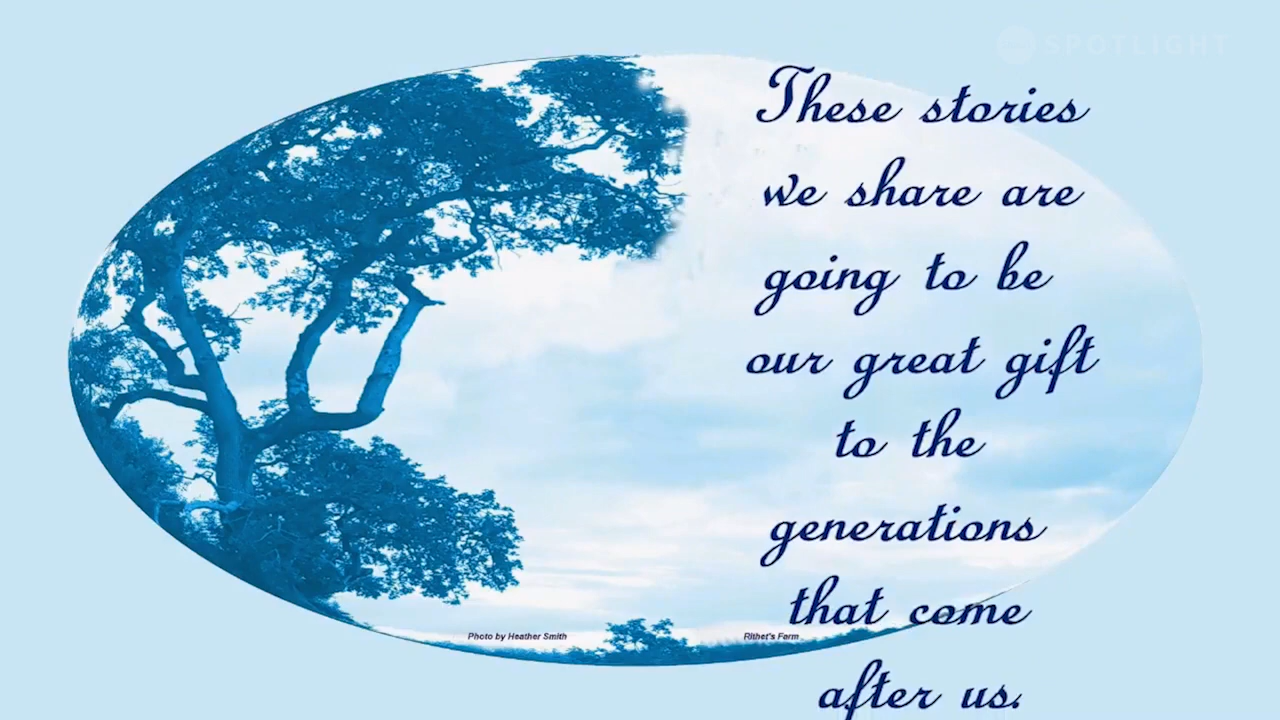 SPOTLIGHT
These stories
we share are
going to be
our great gift
to the
generations
that come
after us.
Photo by Heather Smith
Rithet's Farm